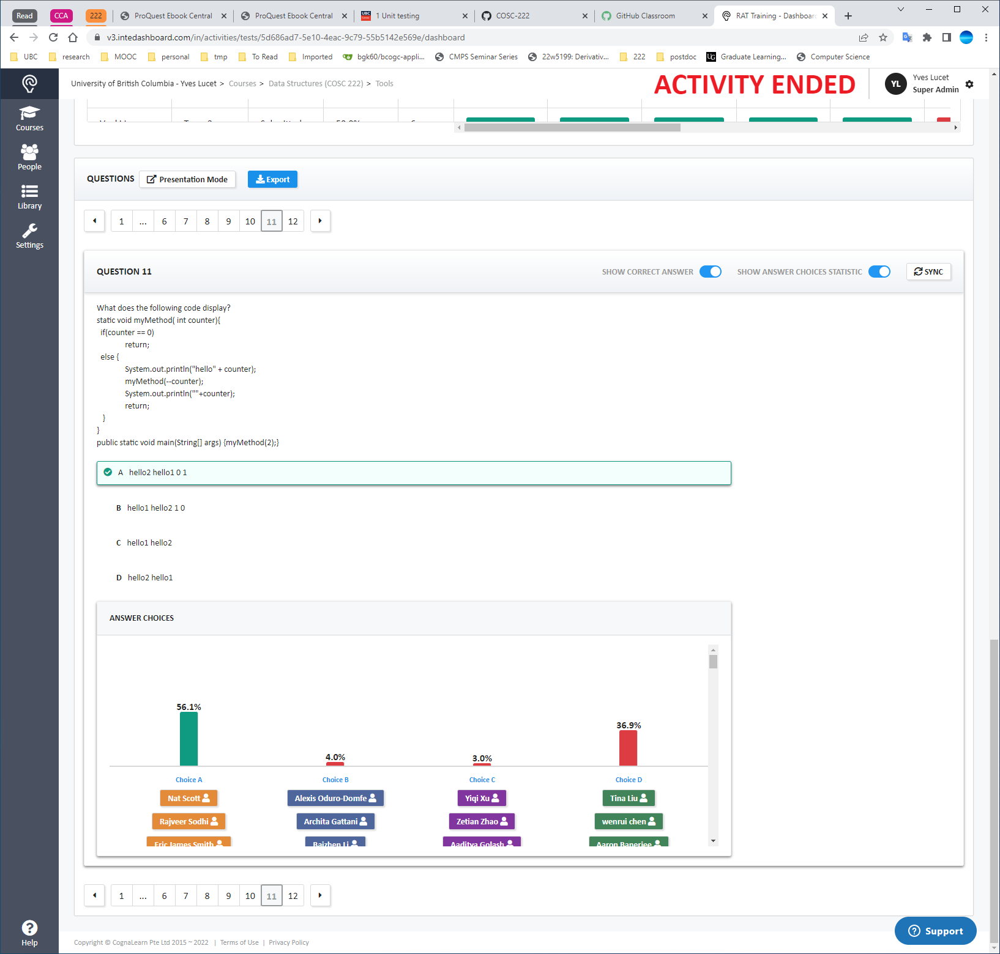 Read
CCA
222
ProQuest Ebook Central
ProQuest Ebook Central
1 Unit testing
COSC-222
GitHub Classroom
RAT Training - Dashboard
v3.intedashboard.com/in/activities/tests/5d686ad7-5e10-4eac-9c79-55b5142e569e/dashboard
UBC
research
MOOC
personal
tmp
To Read
Imported
bgk60/bcogc-appli...
CMPS Seminar Series
22w5199: Derivativ...
222
postdoc
UG
Graduate Learning...
Computer Science
University of British Columbia - Yves Lucet > Courses > Data Structures (COSC 222) > Tools
ACTIVITY ENDED
YL
Yves Lucet
Super Admin
Courses
People
Library
Settings
QUESTIONS
Presentation Mode
Export
1 ... 6 7 8 9 10 11 12
QUESTION 11
SHOW CORRECT ANSWER
SHOW ANSWER CHOICES STATISTIC
SYNC
What does the following code display?
static void myMethod( int counter){
if(counter == 0)
return;
else {
System.out.println("hello" + counter);
myMethod(--counter);
System.out.println(""+counter);
return;
}
}
public static void main(String[] args) {myMethod(2);}
A hello2 hello1 0 1
B hello1 hello2 1 0
C hello1 hello2
D hello2 hello1
ANSWER CHOICES
56.1%
4.0%
3.0%
36.9%
Choice A
Choice B
Choice C
Choice D
Nat Scott
Alexis Oduro-Domfe
Yiqi Xu
Tina Liu
Rajveer Sodhi
Archita Gattani
Zetian Zhao
wenrui chen
Eric James Smith
Baizhen Li
Aaditya Golash
Aaron Banerjee
1 ... 6 7 8 9 10 11 12
Help
Support
Copyright © CognaLearn Pte Ltd 2015 ~ 2022 | Terms of Use | Privacy Policy